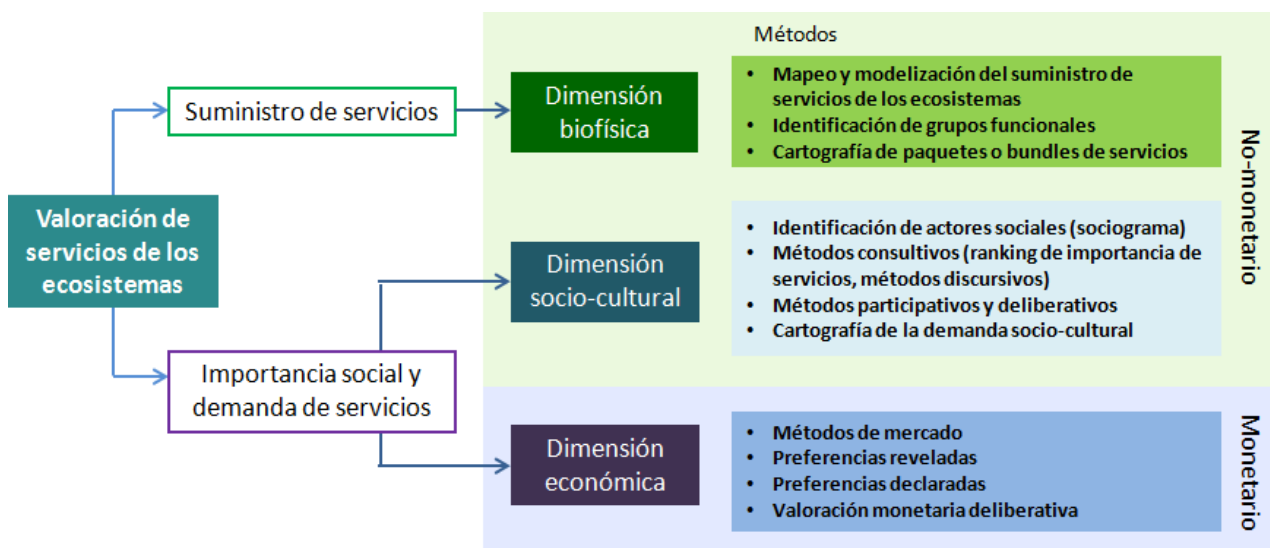 Métodos
Valoración de
servicios de los
ecosistemas
Suministro de servicios
Dimensión
biofísica
• Mapeo y modelización del suministro de
servicios de los ecosistemas
• Identificación de grupos funcionales
• Cartografía de paquetes o bundles de servicios
Importancia social y
demanda de servicios
Dimensión
socio-cultural
• Identificación de actores sociales (sociograma)
• Métodos consultivos (ranking de importancia de
servicios, métodos discursivos)
• Métodos participativos y deliberativos
• Cartografía de la demanda socio-cultural
No-monetario
Dimensión
económica
• Métodos de mercado
• Preferencias reveladas
• Preferencias declaradas
• Valoración monetaria deliberativa
Monetario